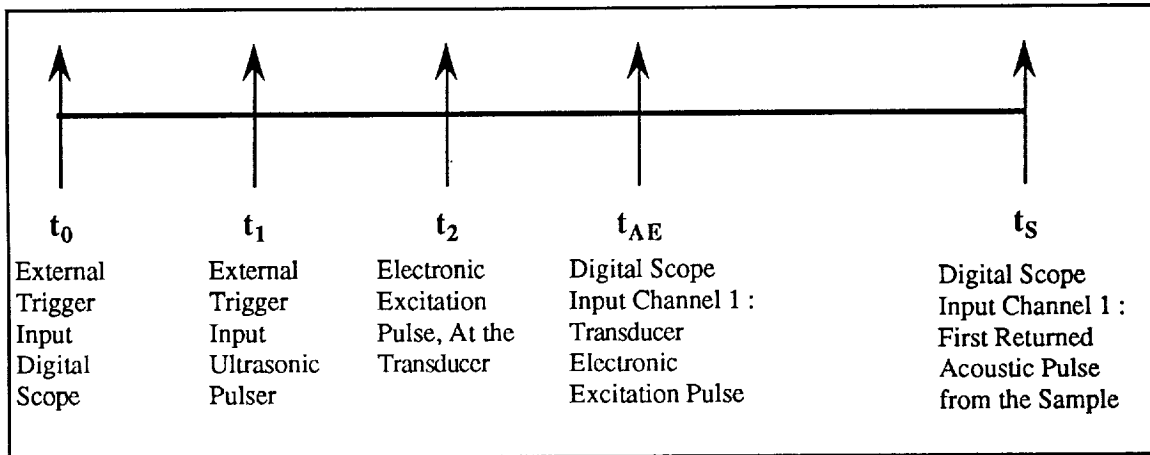 t0
External
Trigger
Input
Digital
Scope
t1
External
Trigger
Input
Ultrasonic
Pulser
t2
Electronic
Excitation
Pulse, At the
Transducer
tAE
Digital Scope
Input Channel 1 :
Transducer
Electronic
Excitation Pulse
tS
Digital Scope
Input Channel 1 :
First Returned
Acoustic Pulse
from the Sample